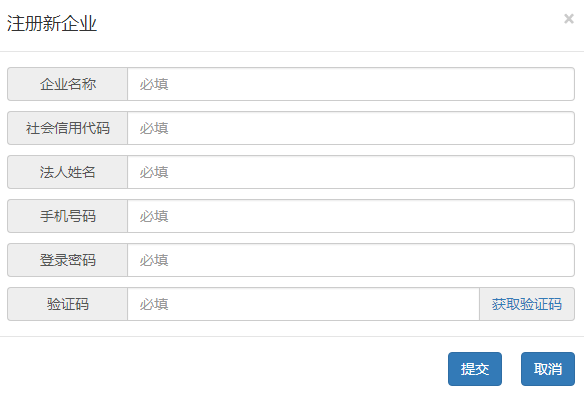 注册新企业 ×
企业名称 必填
社会信用代码 必填
法人姓名 必填
手机号码 必填
登录密码 必填
验证码 必填 获取验证码
提交 取消